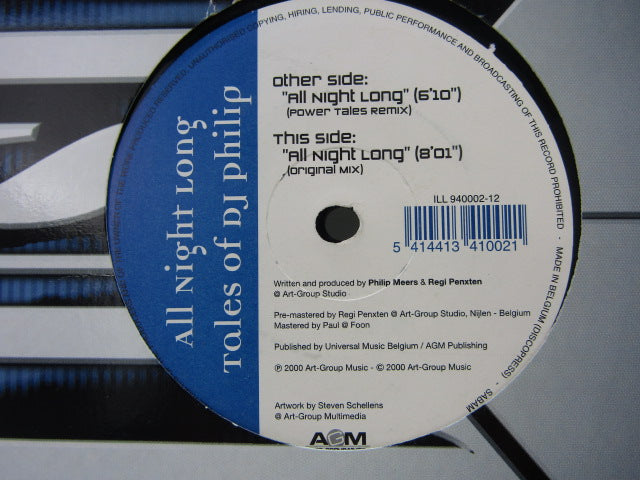 All Night Long
Tales of DJ Philip
Other Side:
"All Night Long" (6'10")
(Power Tales Remix)
This Side:
"All Night Long" (8'01")
(Original Mix)
ILL 940002-12
5 414413 410021
Written and produced by Philip Meers & Regi Penxten
@ Art-Group Studio
Pre-mastered by Regi Penxten @ Art-Group Studio, Nijlen - Belgium
Mastered by Paul @ Foon
Published by Universal Music Belgium / AGM Publishing
℗ 2000 Art-Group Music - © 2000 Art-Group Music
Artwork by Steven Schellens
@ Art-Group Multimedia
AGM
RESERVED. UNAUTHORISED COPYING, HIRING, LENDING, PUBLIC PERFORMANCE AND BROADCASTING OF THIS RECORD PROHIBITED - MADE IN BELGIUM (DISCOPRESS) - SABAM